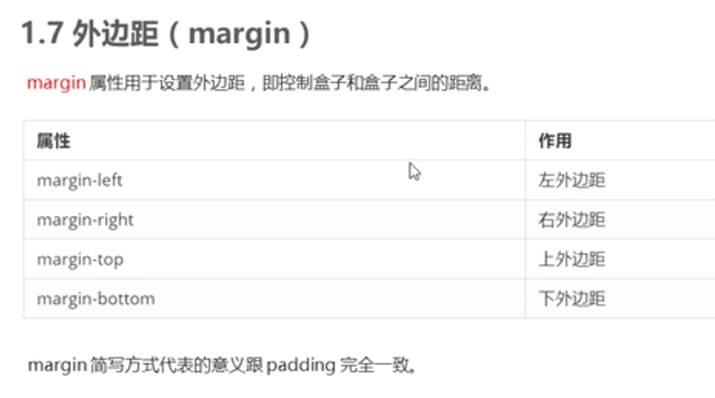 1.7 外边距（margin）
margin 属性用于设置外边距，即控制盒子和盒子之间的距离。
属性 作用
margin-left 左外边距
margin-right 右外边距
margin-top 上外边距
margin-bottom 下外边距
margin 简写方式代表的意义跟 padding 完全一致。